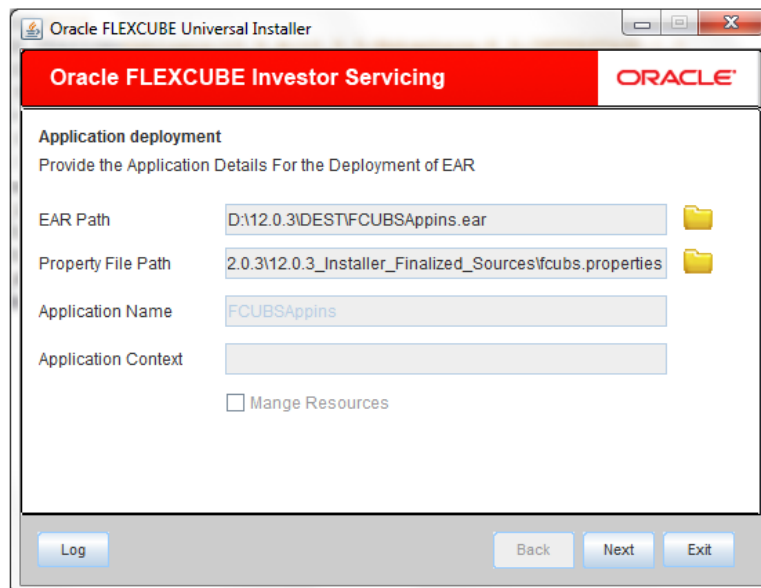 Oracle FLEXCUBE Universal Installer
Oracle FLEXCUBE Investor Servicing
ORACLE
Application deployment
Provide the Application Details For the Deployment of EAR
EAR Path D:\12.0.3\DEST\FCUBSAppins.ear
Property File Path 2.0.3\12.0.3_Installer_Finalized_Sources\fcubs.properties
Application Name FCUBSAppins
Application Context
Mange Resources
Log Back Next Exit